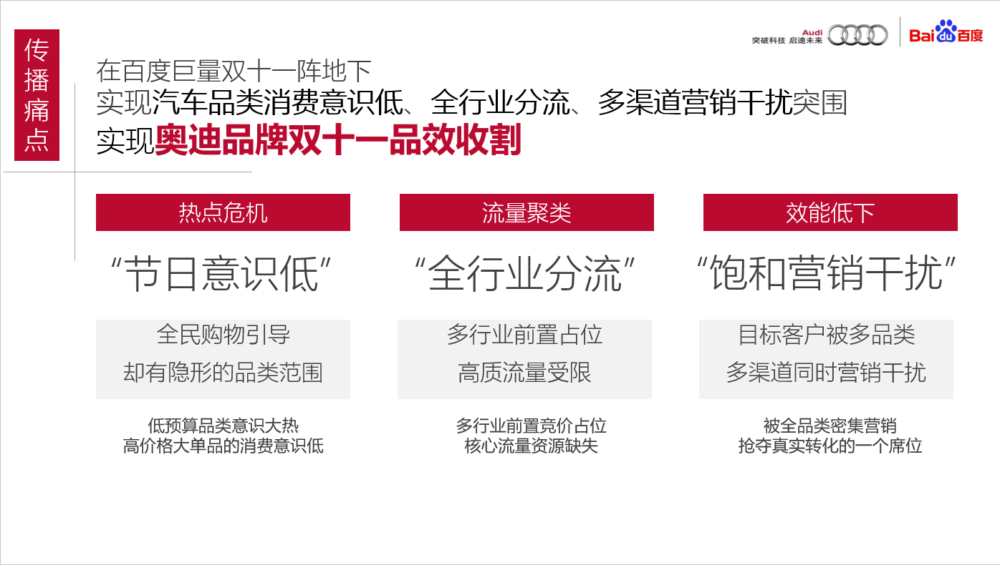 传播痛点
Audi
突破科技 启迪未来
Bai du 百度
在百度巨量双十一阵地下
实现汽车品类消费意识低、全行业分流、多渠道营销干扰突围
实现奥迪品牌双十一品效收割
热点危机
“节日意识低”
全民购物引导
却有隐形的品类范围
低预算品类意识大热
高价格大单品的消费意识低
流量聚类
“全行业分流”
多行业前置占位
高质流量受限
多行业前置竞价占位
核心流量资源缺失
效能低下
“饱和营销干扰”
目标客户被多品类
多渠道同时营销干扰
被全品类密集营销
抢夺真实转化的一个席位